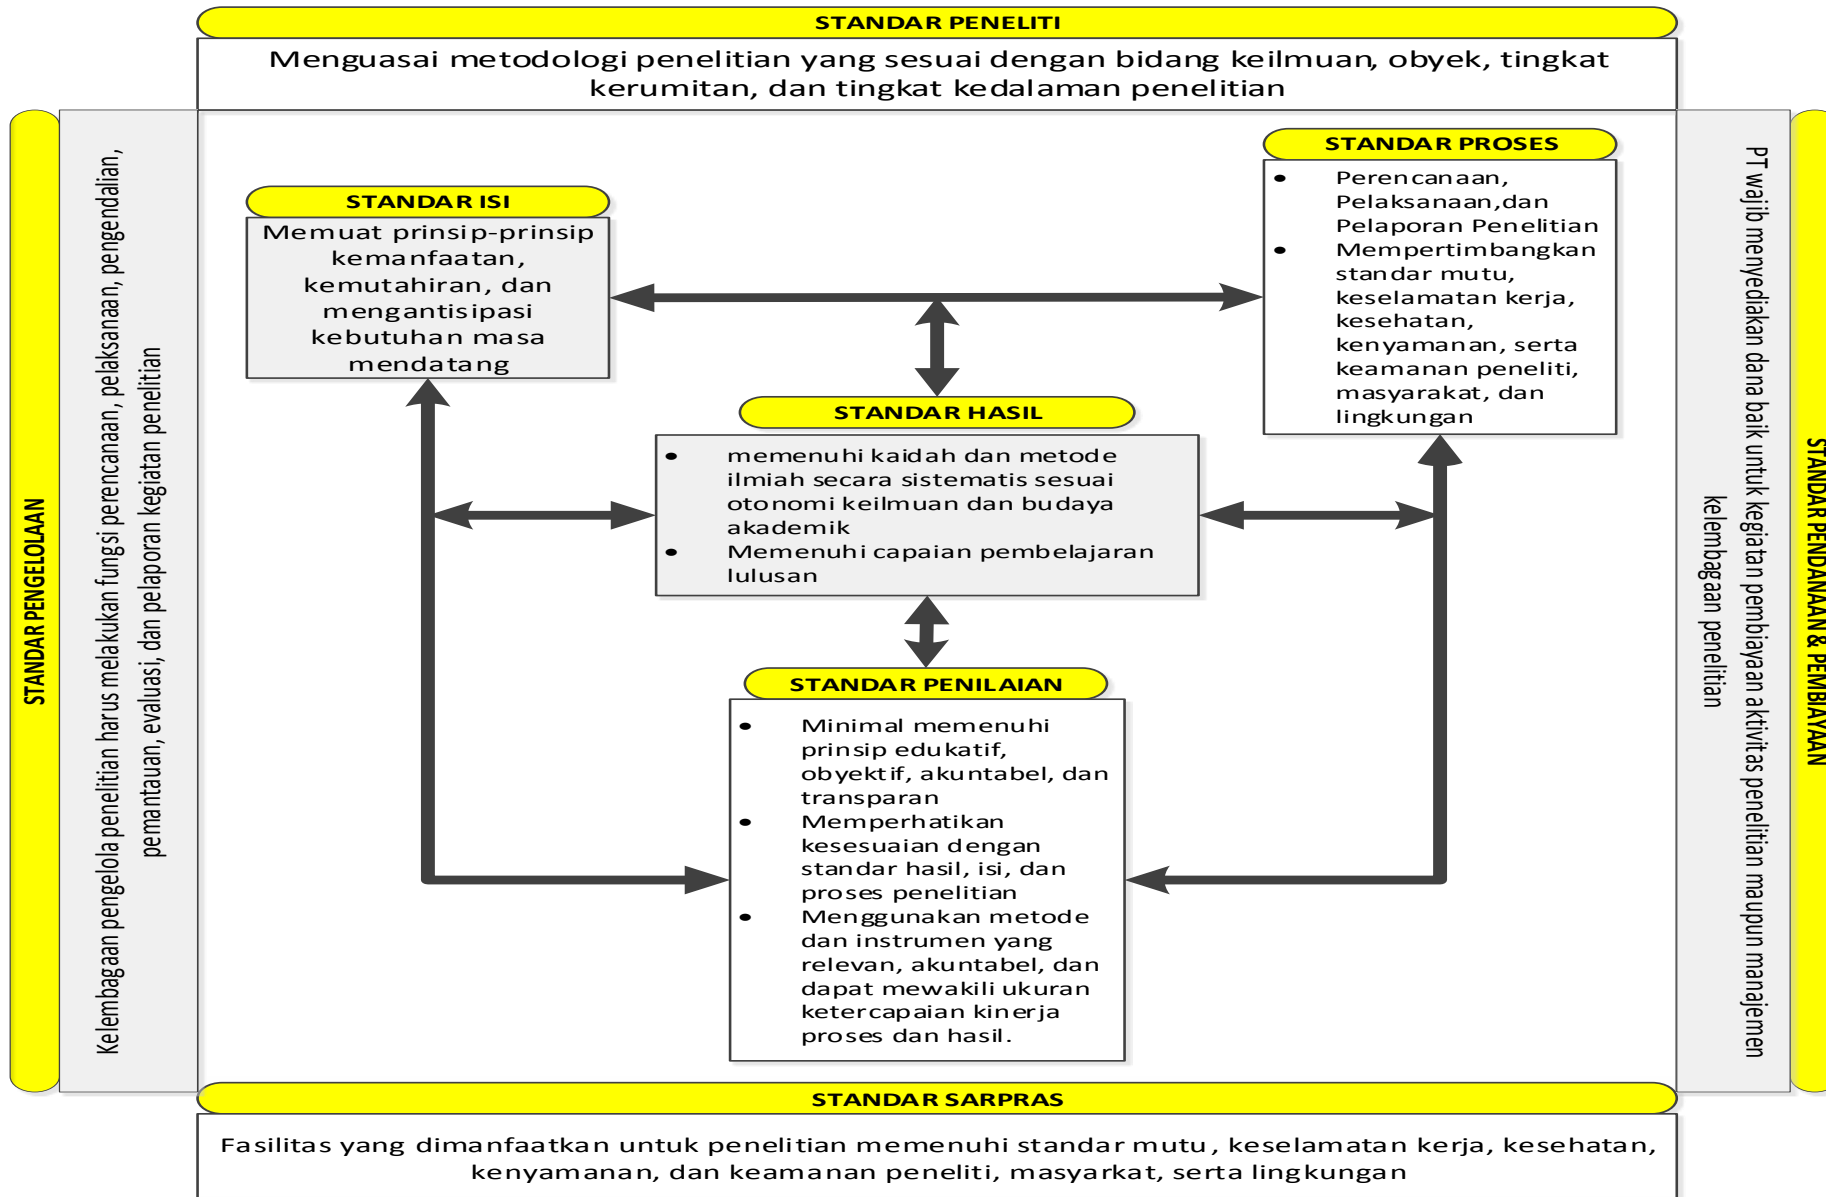 STANDAR PENELITI
Menguasai metodologi penelitian yang sesuai dengan bidang keilmuan, obyek, tingkat
kerumitan, dan tingkat kedalaman penelitian
STANDAR PENGELOLAAN
Kelembagaan pengelola penelitian harus melakukan fungsi perencanaan, pelaksanaan, pengendalian,
pemantauan, evaluasi, dan pelaporan kegiatan penelitian
STANDAR ISI
Memuat prinsip-prinsip
kemanfaatan,
kemutahiran, dan
mengantisipasi
kebutuhan masa
mendatang
STANDAR PROSES
• Perencanaan,
Pelaksanaan,dan
Pelaporan Penelitian
• Mempertimbangkan
standar mutu,
keselamatan kerja,
kesehatan,
kenyamanan, serta
keamanan peneliti,
masyarakat, dan
lingkungan
STANDAR HASIL
• memenuhi kaidah dan metode
ilmiah secara sistematis sesuai
otonomi keilmuan dan budaya
akademik
• Memenuhi capaian pembelajaran
lulusan
STANDAR PENILAIAN
• Minimal memenuhi
prinsip edukatif,
obyektif, akuntabel, dan
transparan
• Memperhatikan
kesesuaian dengan
standar hasil, isi, dan
proses penelitian
• Menggunakan metode
dan instrumen yang
relevan, akuntabel, dan
dapat mewakili ukuran
ketercapaian kinerja
proses dan hasil.
STANDAR PENDANAAN & PEMBIAYAAN
PT wajib menyediakan dana baik untuk kegiatan pembiayaan aktivitas penelitian maupun manajemen
kelembagaan penelitian
STANDAR SARPRAS
Fasilitas yang dimanfaatkan untuk penelitian memenuhi standar mutu, keselamatan kerja, kesehatan,
kenyamanan, dan keamanan peneliti, masyarkat, serta lingkungan